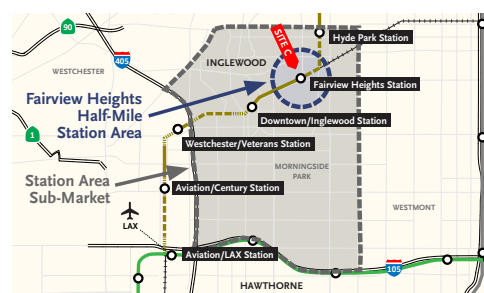 90
Hyde Park Station
SITE C
405
INGLEWOOD
WESTCHESTER
Fairview Heights Station
Fairview Heights
Half-Mile
Station Area
Downtown/Inglewood Station
1
Westchester/Veterans Station
MORNINGSIDE
PARK
Station Area
Sub-Market
Aviation/Century Station
WESTMONT
LAX
Aviation/LAX Station
105
HAWTHORNE